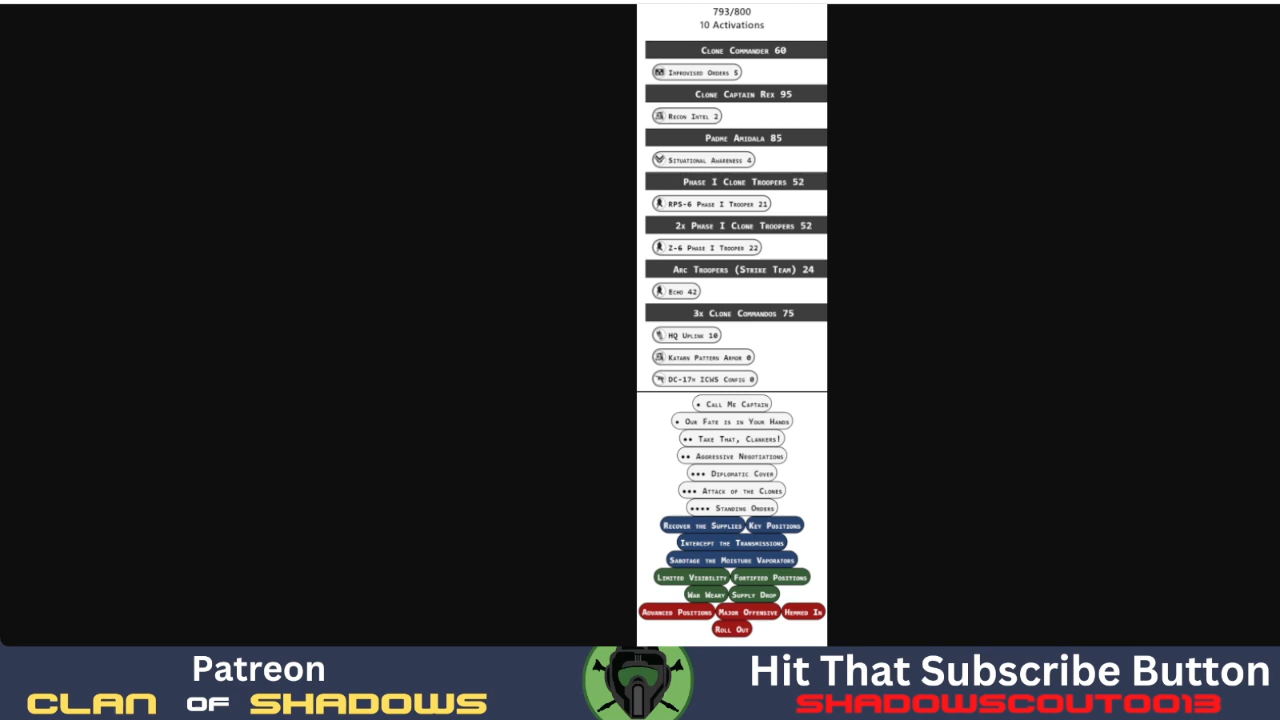 793/800
10 Activations
Clone Commander 60
Improvised Orders 5
Clone Captain Rex 95
Recon Intel 2
Padme Amidala 85
Situational Awareness 4
Phase I Clone Troopers 52
RPS-6 Phase I Trooper 21
2x Phase I Clone Troopers 52
Z-6 Phase I Trooper 22
Arc Troopers (Strike Team) 24
Echo 42
3x Clone Commandos 75
HQ Uplink 10
Katarn Pattern Armor 0
DC-17m ICWS Config 0
• Call Me Captain
• Our Fate is in Your Hands
•• Take That, Clankers!
•• Aggressive Negotiations
••• Diplomatic Cover
••• Attack of the Clones
•••• Standing Orders
Recover the Supplies Key Positions
Intercept the Transmissions
Sabotage the Moisture Vaporators
Limited Visibility Fortified Positions
War Weary Supply Drop
Advanced Positions Major Offensive Hemmed In
Roll Out
Patreon
CLAN OF SHADOWS
Hit That Subscribe Button
SHADOWSCOUT0013